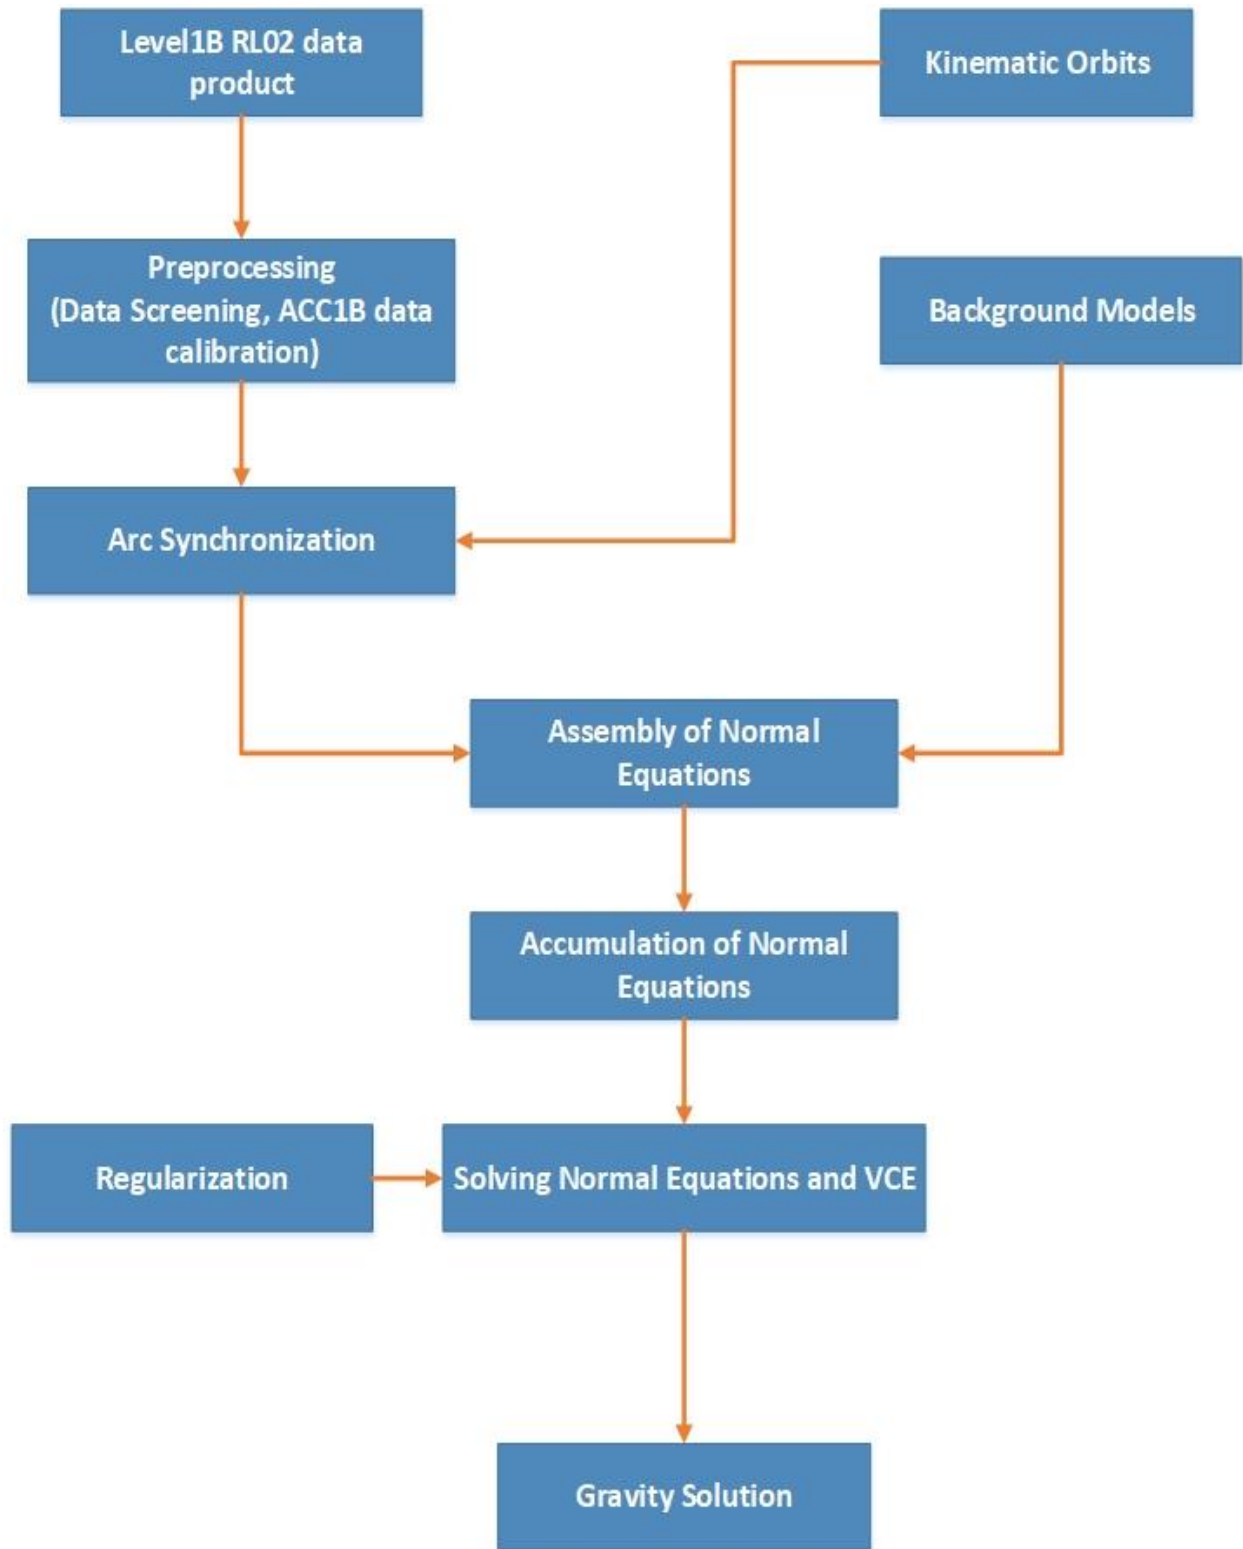 Level1B RL02 data
product
Kinematic Orbits
Preprocessing
(Data Screening, ACC1B data
calibration)
Background Models
Arc Synchronization
Assembly of Normal
Equations
Accumulation of Normal
Equations
Regularization
Solving Normal Equations and VCE
Gravity Solution